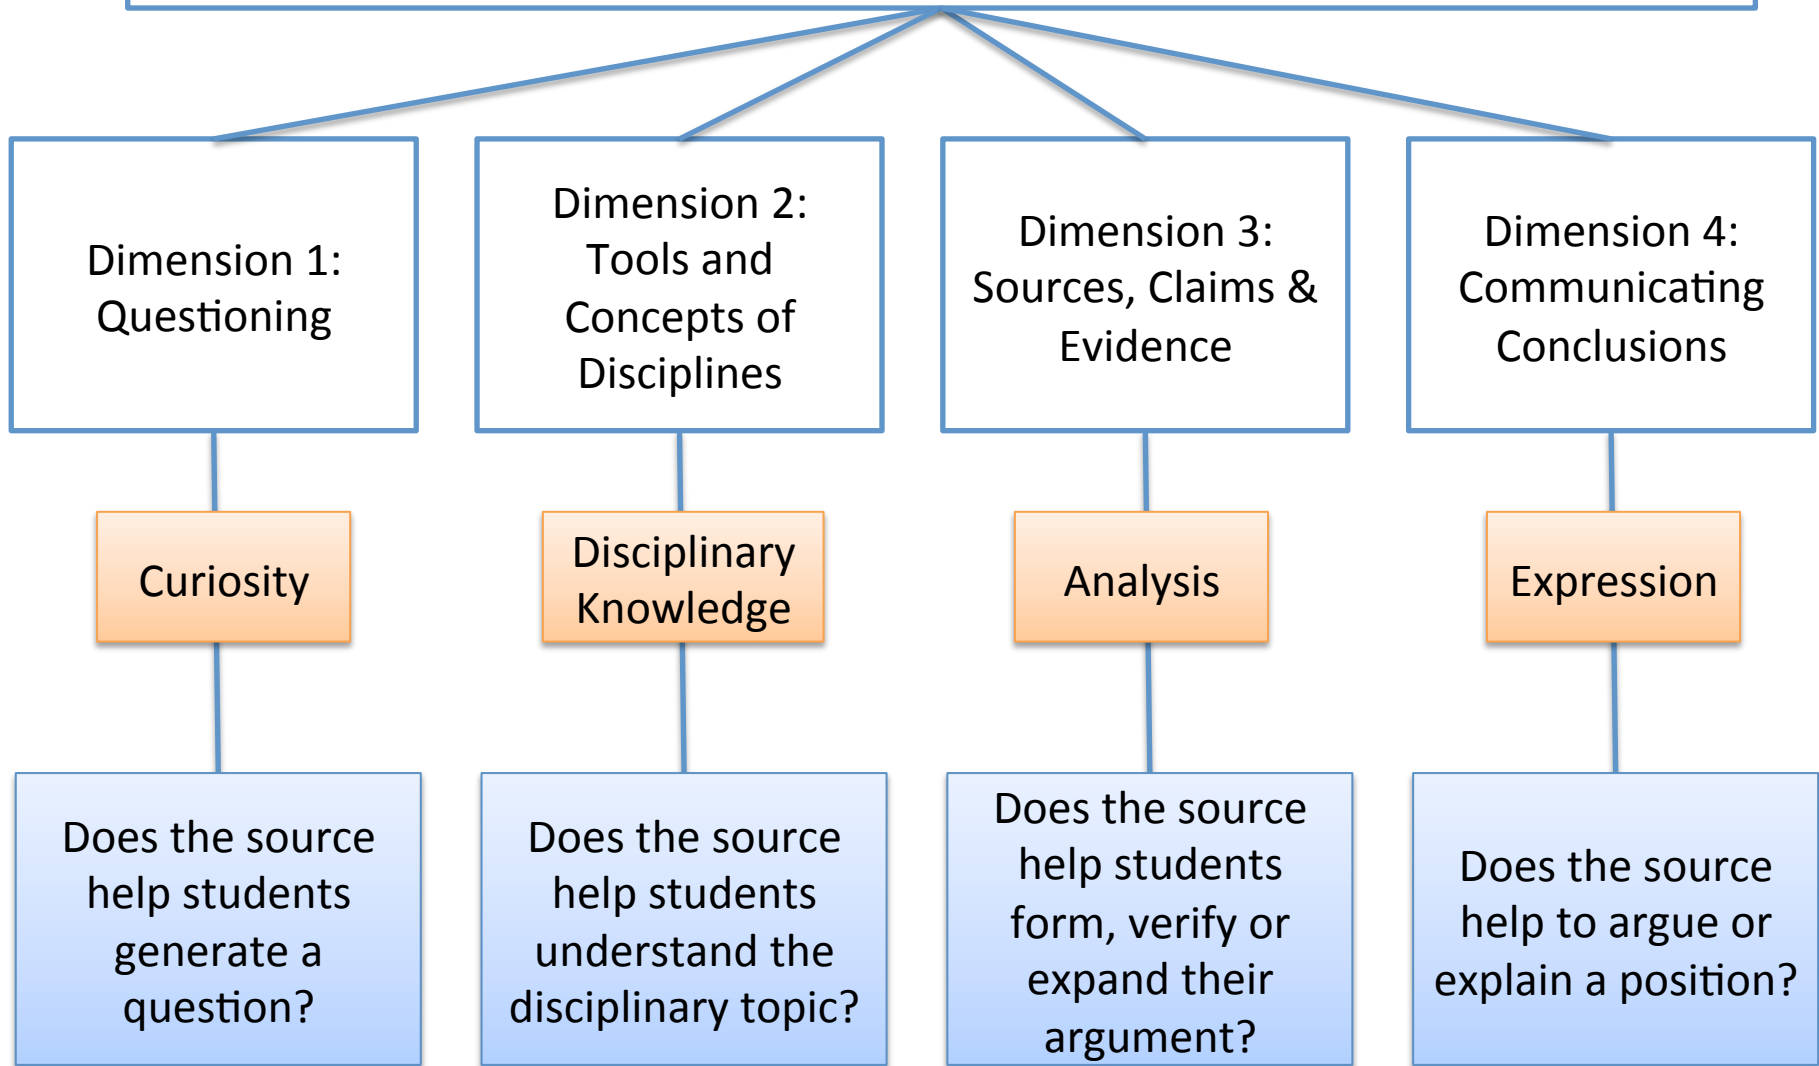 Dimension 1:
Questioning
Dimension 2:
Tools and
Concepts of
Disciplines
Dimension 3:
Sources, Claims &
Evidence
Dimension 4:
Communicating
Conclusions
Curiosity
Disciplinary
Knowledge
Analysis
Expression
Does the source
help students
generate a
question?
Does the source
help students
understand the
disciplinary topic?
Does the source
help students
form, verify or
expand their
argument?
Does the source
help to argue or
explain a position?